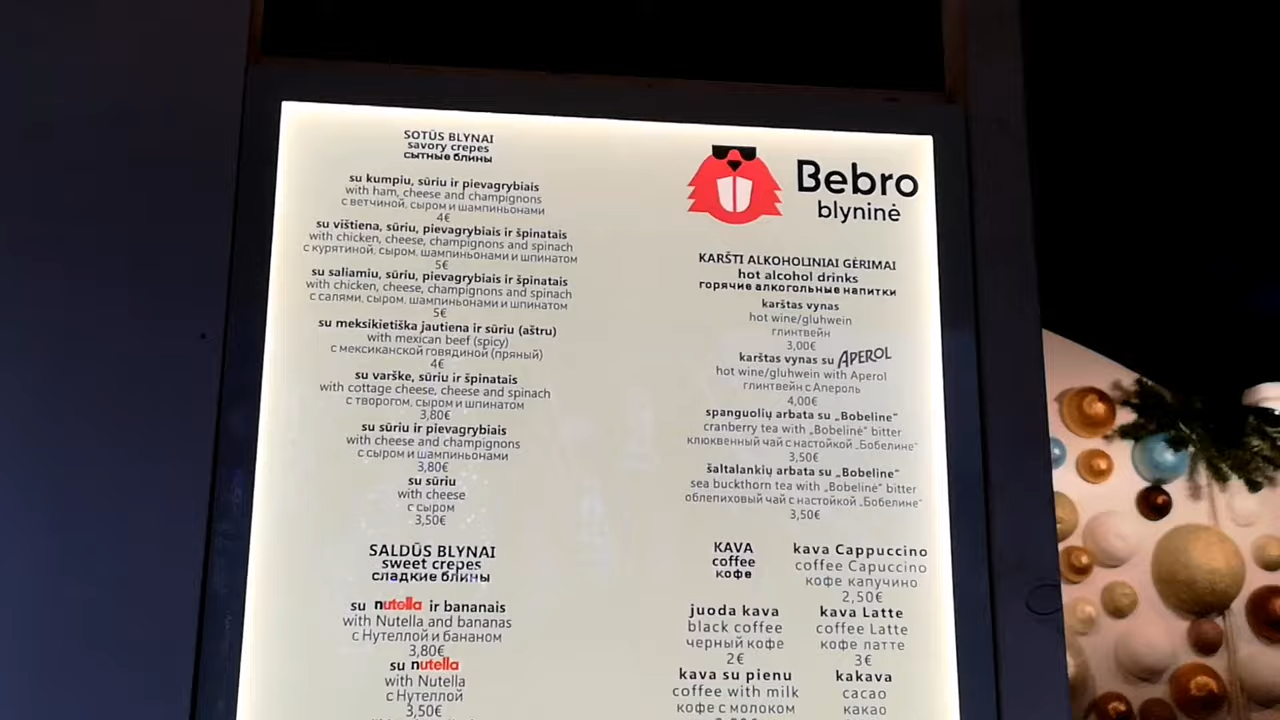 SOTŪS BLYNAI
savory crepes
сытные блины
su kumpiu, sūriu ir pievagrybiais
with ham, cheese and champignons
с ветчиной, сыром и шампиньонами
4€
su vištiena, sūriu, pievagrybiais ir špinatais
with chicken, cheese, champignons and spinach
с курятиной, сыром, шампиньонами и шпинатом
5€
su saliamiu, sūriu, pievagrybiais ir špinatais
with chicken, cheese, champignons and spinach
с салями, сыром, шампиньонами и шпинатом
5€
su meksikietiška jautiena ir sūriu (aštru)
with mexican beef (spicy)
с мексиканской говядиной (пряный)
4€
su varške, sūriu ir špinatais
with cottage cheese, cheese and spinach
с творогом, сыром и шпинатом
3,80€
su sūriu ir pievagrybiais
with cheese and champignons
с сыром и шампиньонами
3,80€
su sūriu
with cheese
с сыром
3,50€
SALDŪS BLYNAI
sweet crepes
сладкие блины
su nutella ir bananais
with Nutella and bananas
с Нутеллой и бананом
3,80€
su nutella
with Nutella
с Нутеллой
3,50€
Bebro
blyninė
KARŠTI ALKOHOLINIAI GĖRIMAI
hot alcohol drinks
горячие алкогольные напитки
karštas vynas
hot wine/gluhwein
глинтвейн
3,00€
karštas vynas su APEROL
hot wine/gluhwein with Aperol
глинтвейн с Апероль
4,00€
spanguolių arbata su „Bobeline"
cranberry tea with „Bobelinė" bitter
клюквенный чай с настойкой „Бобелине"
3,50€
šaltalankių arbata su „Bobeline"
sea buckthorn tea with „Bobelinė" bitter
облепиховый чай с настойкой „Бобелине"
3,50€
KAVA
coffee
кофе
juoda kava
black coffee
черный кофе
2€
kava su pienu
coffee with milk
кофе с молоком
kava Cappuccino
coffee Capuccino
кофе капучино
2,50€
kava Latte
coffee Latte
кофе латте
3€
kakava
cacao
какао